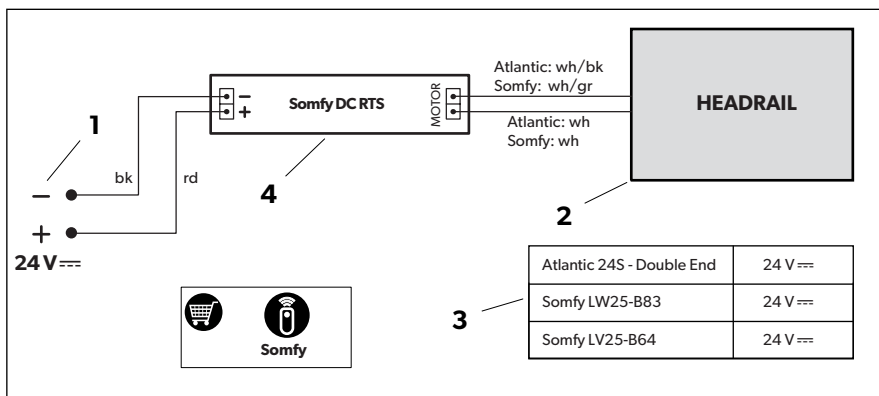 Atlantic: wh/bk
Somfy: wh/gr
HEADRAIL
− Somfy DC RTS MOTOR
+
Atlantic: wh
Somfy: wh
1
bk
rd
4
2
−
+
24 V⎓
Somfy
3
Atlantic 24S - Double End 24 V⎓
Somfy LW25-B83 24 V⎓
Somfy LV25-B64 24 V⎓